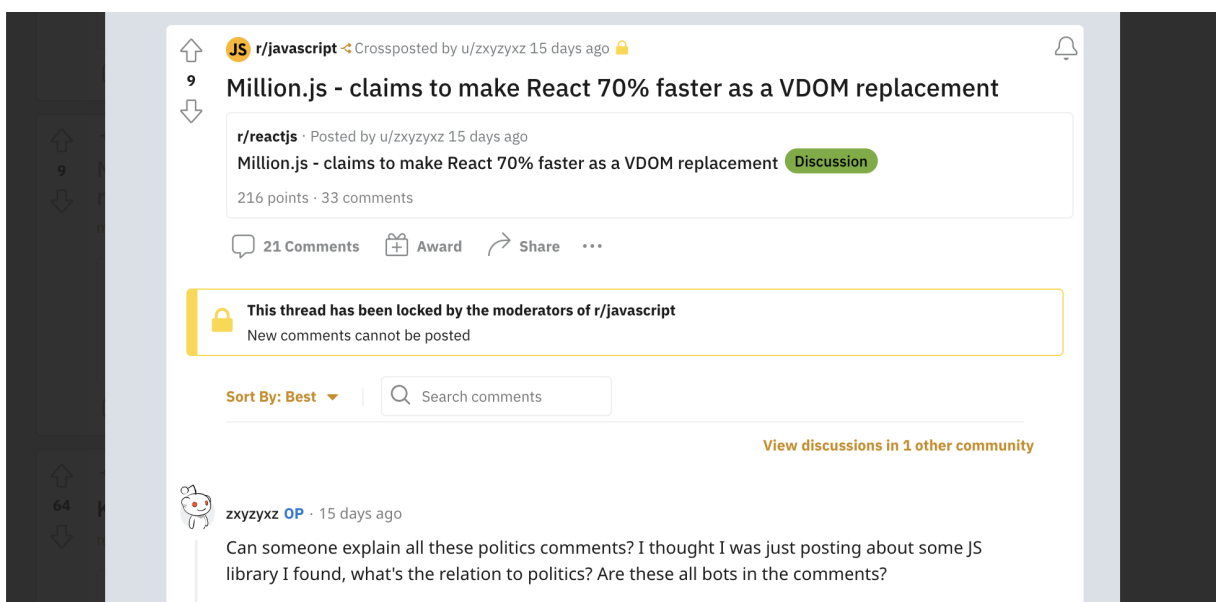 JS r/javascript Crossposted by u/zxyzyxz 15 days ago
9
Million.js - claims to make React 70% faster as a VDOM replacement
r/reactjs · Posted by u/zxyzyxz 15 days ago
Million.js - claims to make React 70% faster as a VDOM replacement Discussion
216 points · 33 comments
21 Comments Award Share ...
This thread has been locked by the moderators of r/javascript
New comments cannot be posted
Sort By: Best Search comments
View discussions in 1 other community
zxyzyxz OP · 15 days ago
Can someone explain all these politics comments? I thought I was just posting about some JS
library I found, what's the relation to politics? Are these all bots in the comments?
9
64